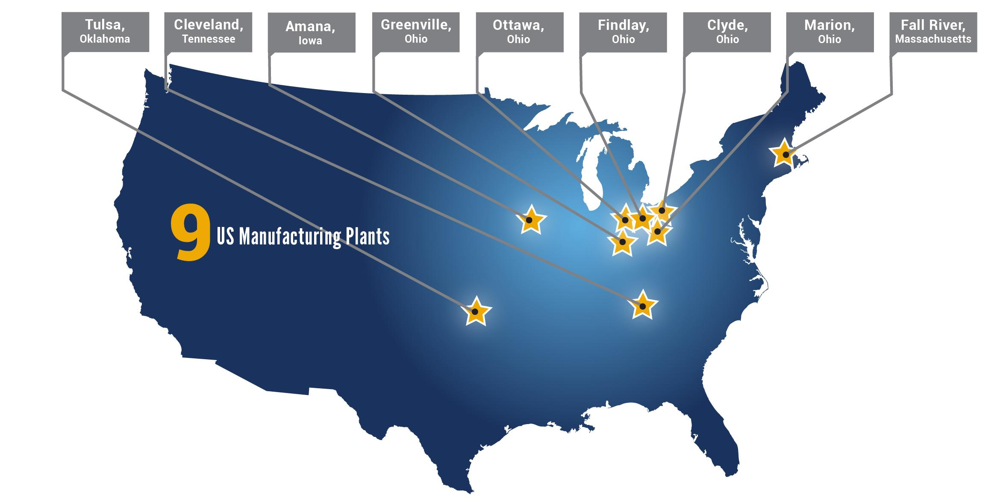 Tulsa,
Oklahoma
Cleveland,
Tennessee
Amana,
Iowa
Greenville,
Ohio
Ottawa,
Ohio
Findlay,
Ohio
Clyde,
Ohio
Marion,
Ohio
Fall River,
Massachusetts
9 US Manufacturing Plants